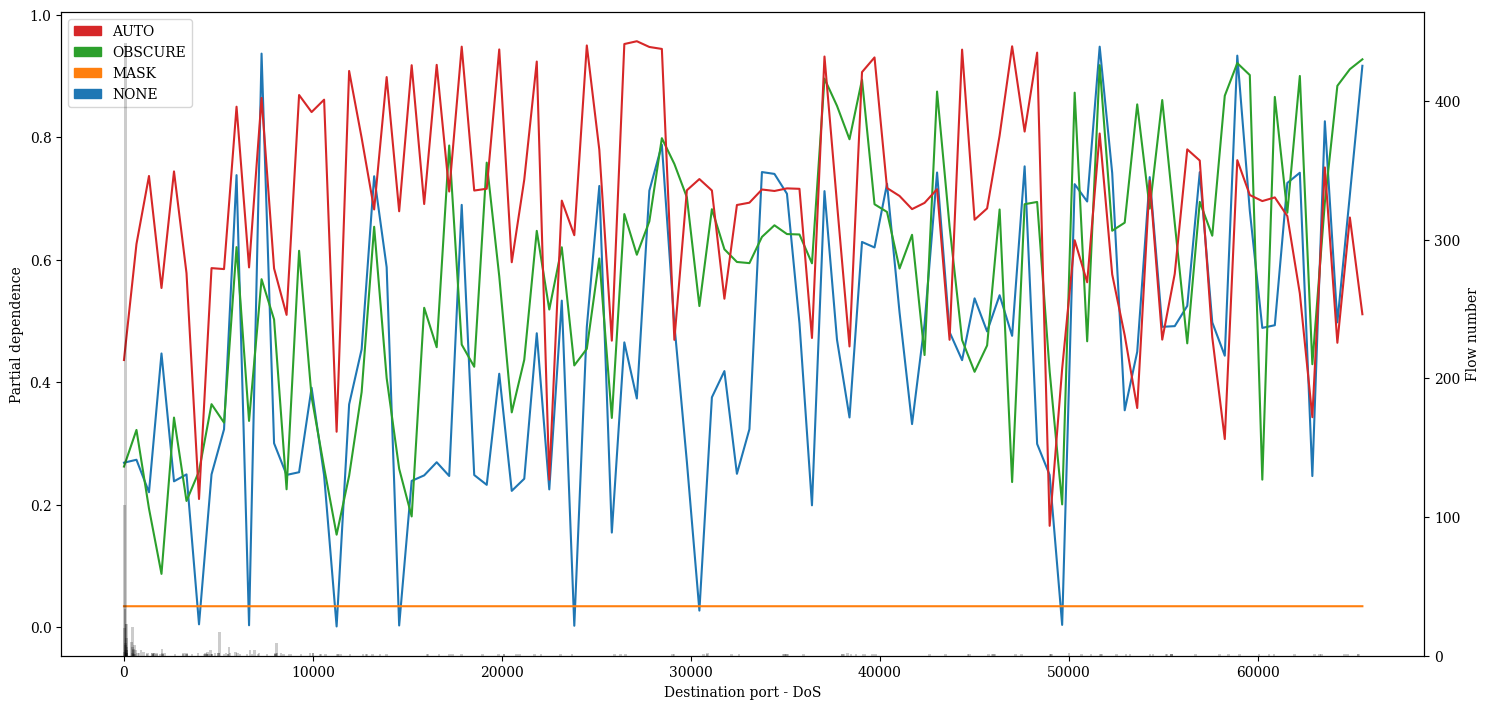 AUTO
OBSCURE
MASK
NONE
1.0
0.8
0.6
0.4
0.2
0.0
Partial dependence
0
10000
20000
30000
40000
50000
60000
Destination port - DoS
400
300
200
100
0
Flow number